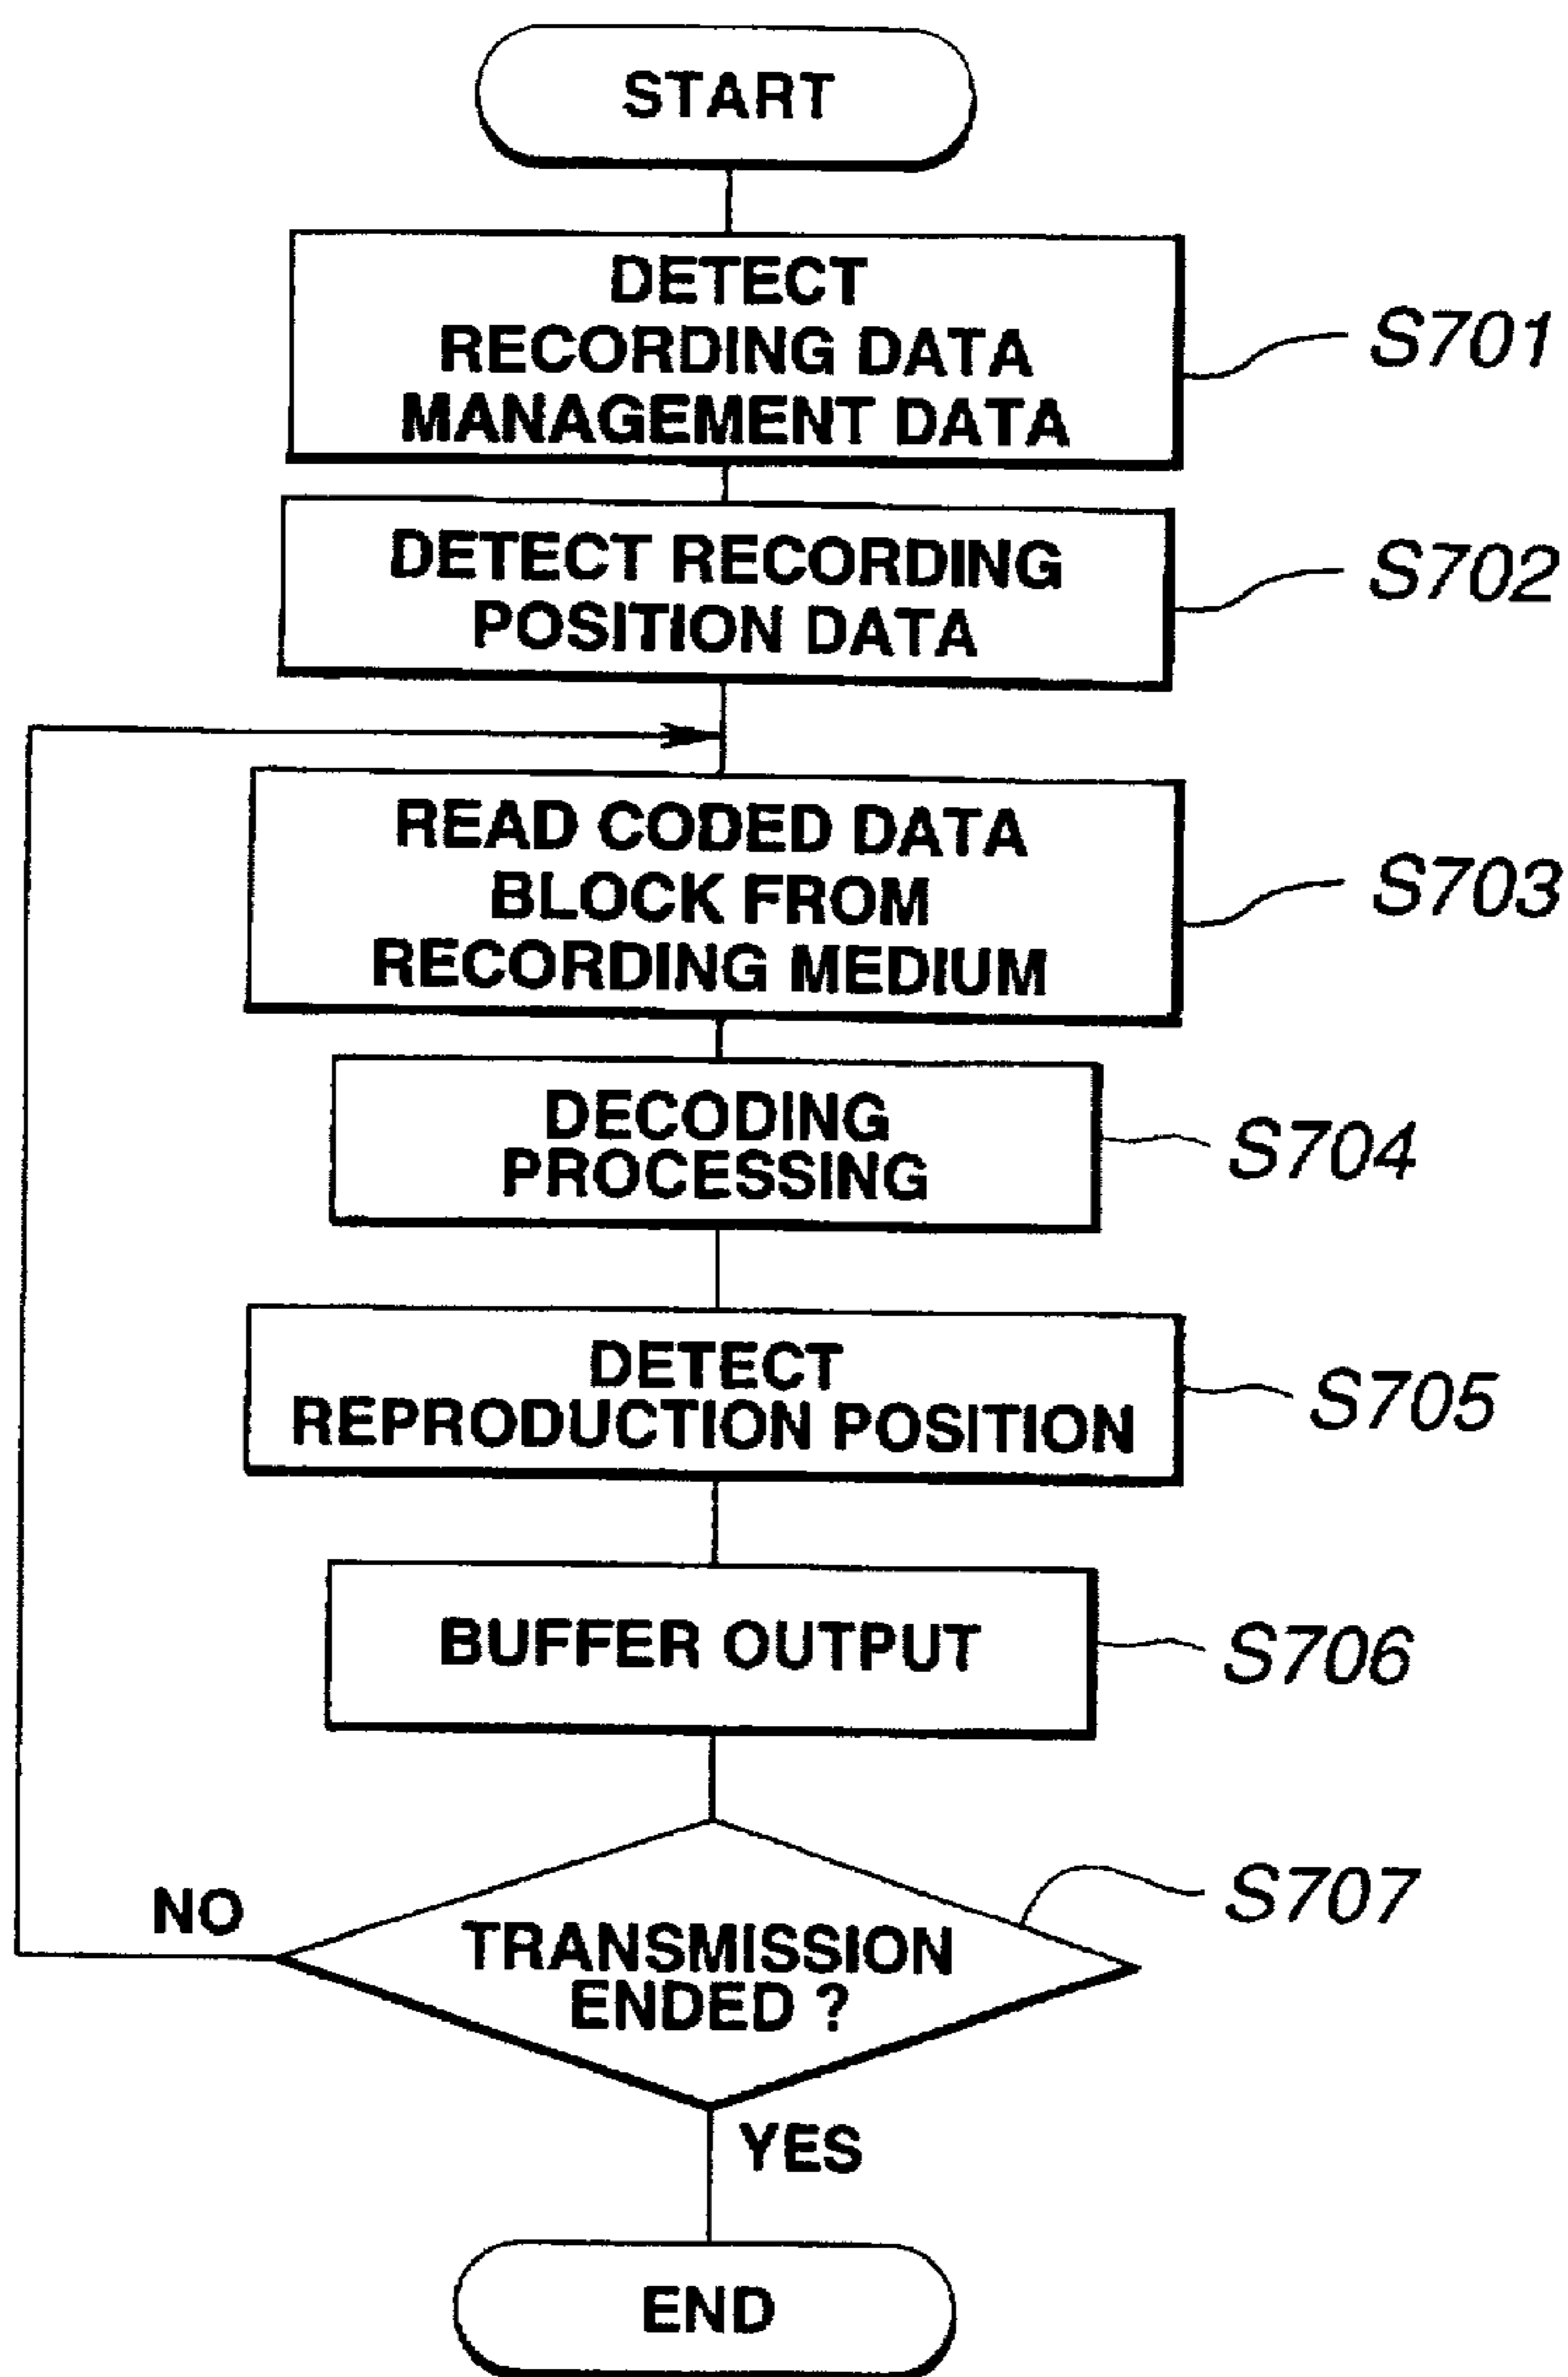 START
DETECT
RECORDING DATA
MANAGEMENT DATA
S701
DETECT RECORDING
POSITION DATA
S702
READ CODED DATA
BLOCK FROM
RECORDING MEDIUM
S703
DECODING
PROCESSING
S704
DETECT
REPRODUCTION POSITION
S705
BUFFER OUTPUT
S706
TRANSMISSION
ENDED ?
S707
NO
YES
END